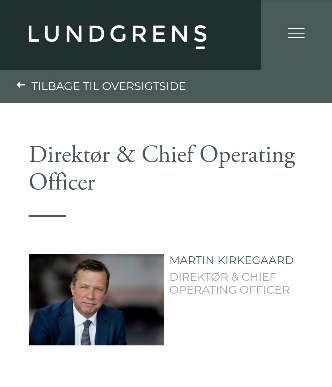 LUNDGRENS
← TILBAGE TIL OVERSIGTSIDE
Direktør & Chief Operating
Officer
MARTIN KIRKEGAARD
DIREKTØR & CHIEF
OPERATING OFFICER